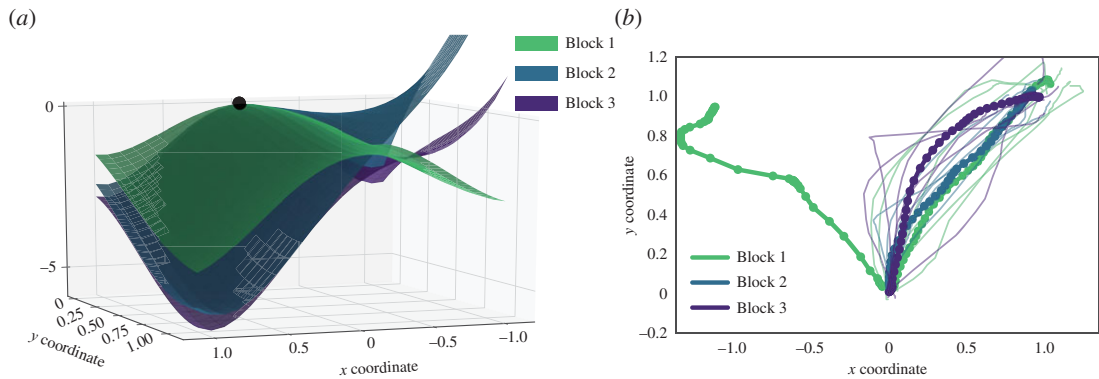 (a)
Block 1
Block 2
Block 3
0
–5
0
0.25
0.50
0.75
1.00
y coordinate
1.0
0.5
0
–0.5
–1.0
x coordinate
(b)
1.2
1.0
0.8
0.6
0.4
0.2
0
–0.2
y coordinate
Block 1
Block 2
Block 3
–1.0
–0.5
0
0.5
1.0
x coordinate